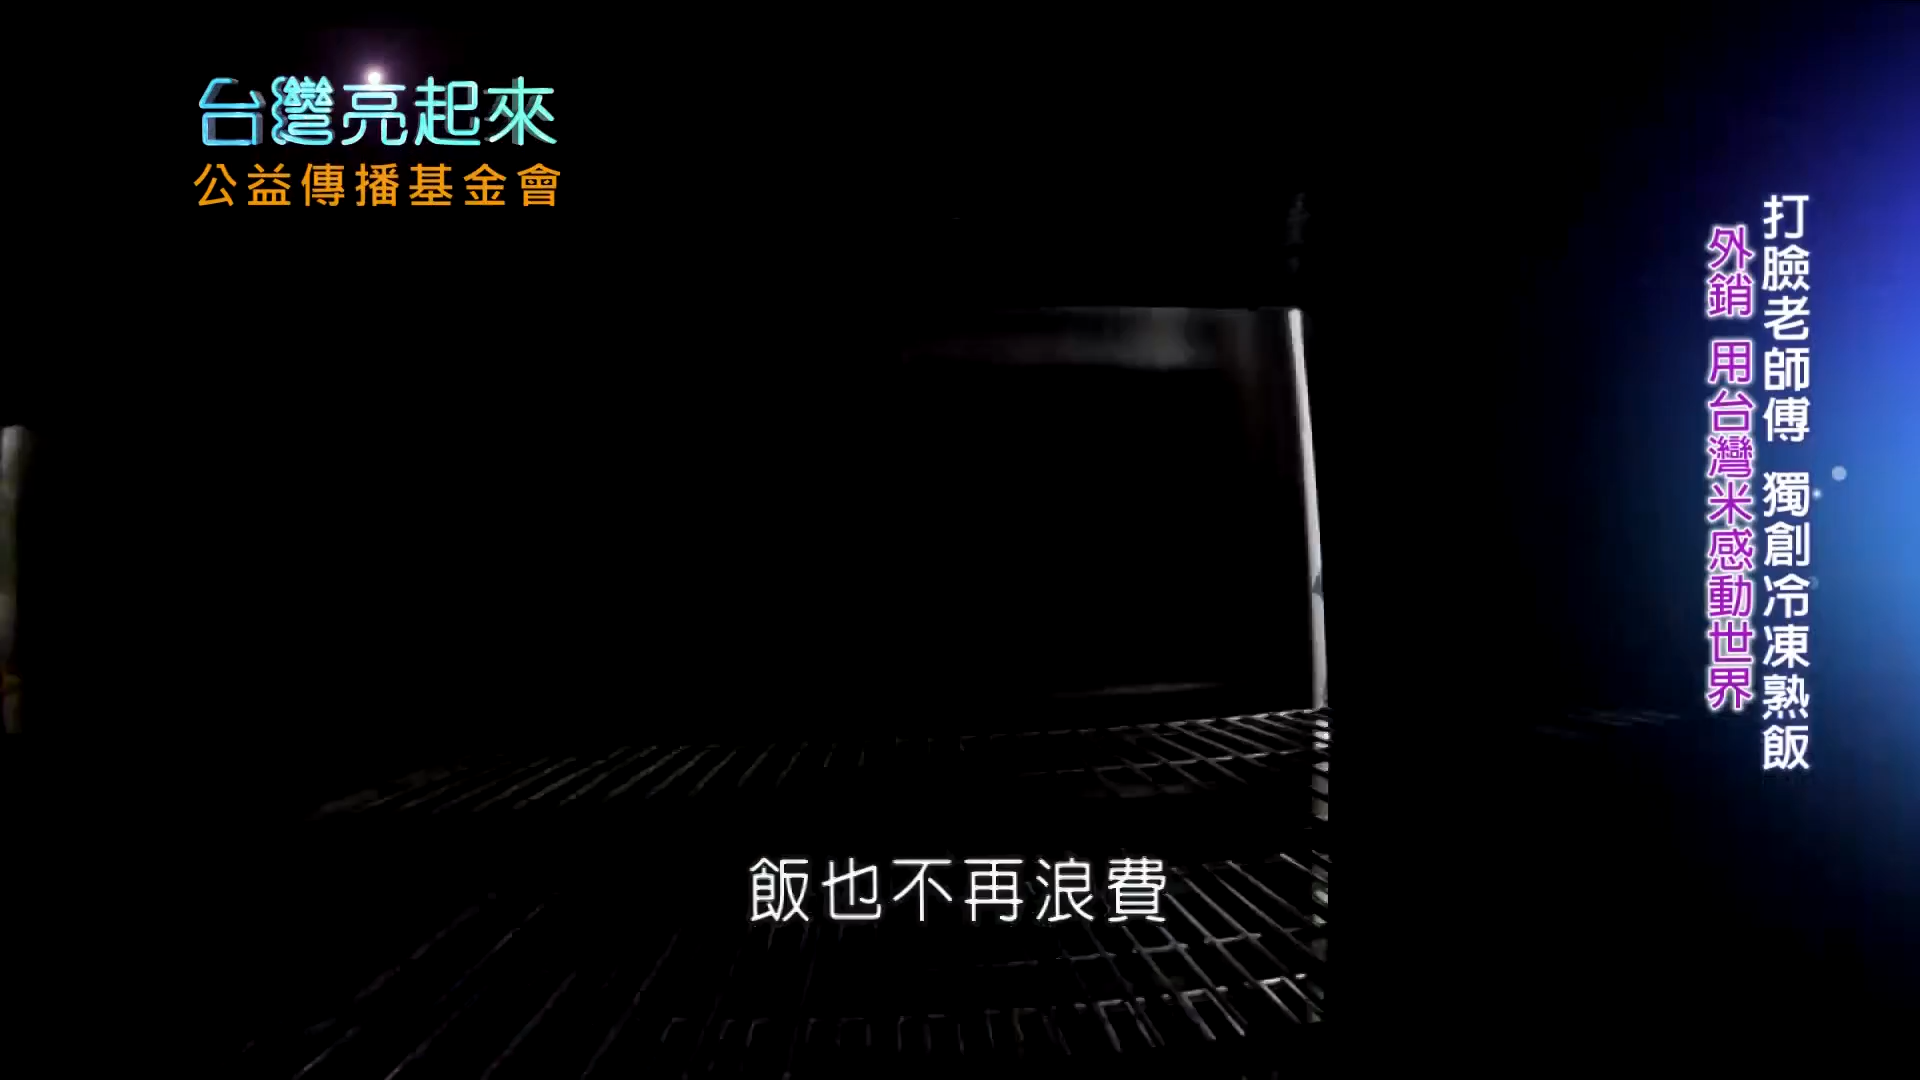 台灣亮起來
公益傳播基金會
打臉老師傅 獨創冷凍熟飯
外銷 用台灣米感動世界
飯也不再浪費